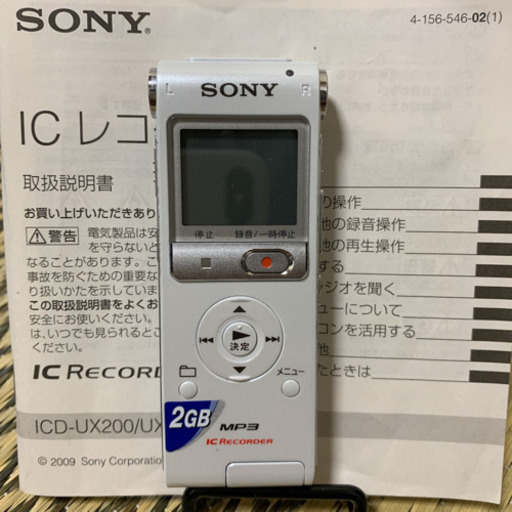 SONY
4-156-546-02(1)
IC レコ
取扱説明書
お買い上げいただきあり
警告
電気製品は安
を守らないと
なることがあります。
事故を防ぐための重要な
り扱いかたを示しています
この取扱説明書をよくお
安全にお使いください。
は、いつでも見られるとこ
ください。
IC RECOR
ICD-UX200/UX
© 2009 Sony Corporation
操作
の録音操作
の再生操作
する
ジオを聞く
ューについて
コンを活用する
他
たときは
L
R
SONY
停止
録音/一時停止
決定
メニュー
2GB
MP3
IC RECORDER